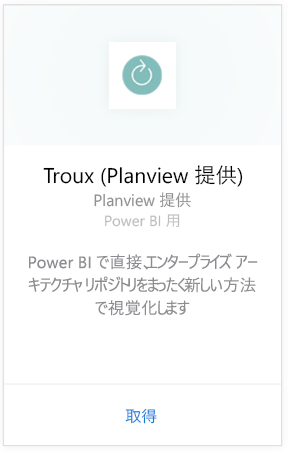 Troux (Planview 提供)
Planview 提供
Power BI 用
Power BI で直接、エンタープライズ アー
キテクチャ リポジトリをまったく新しい方法
で視覚化します
取得